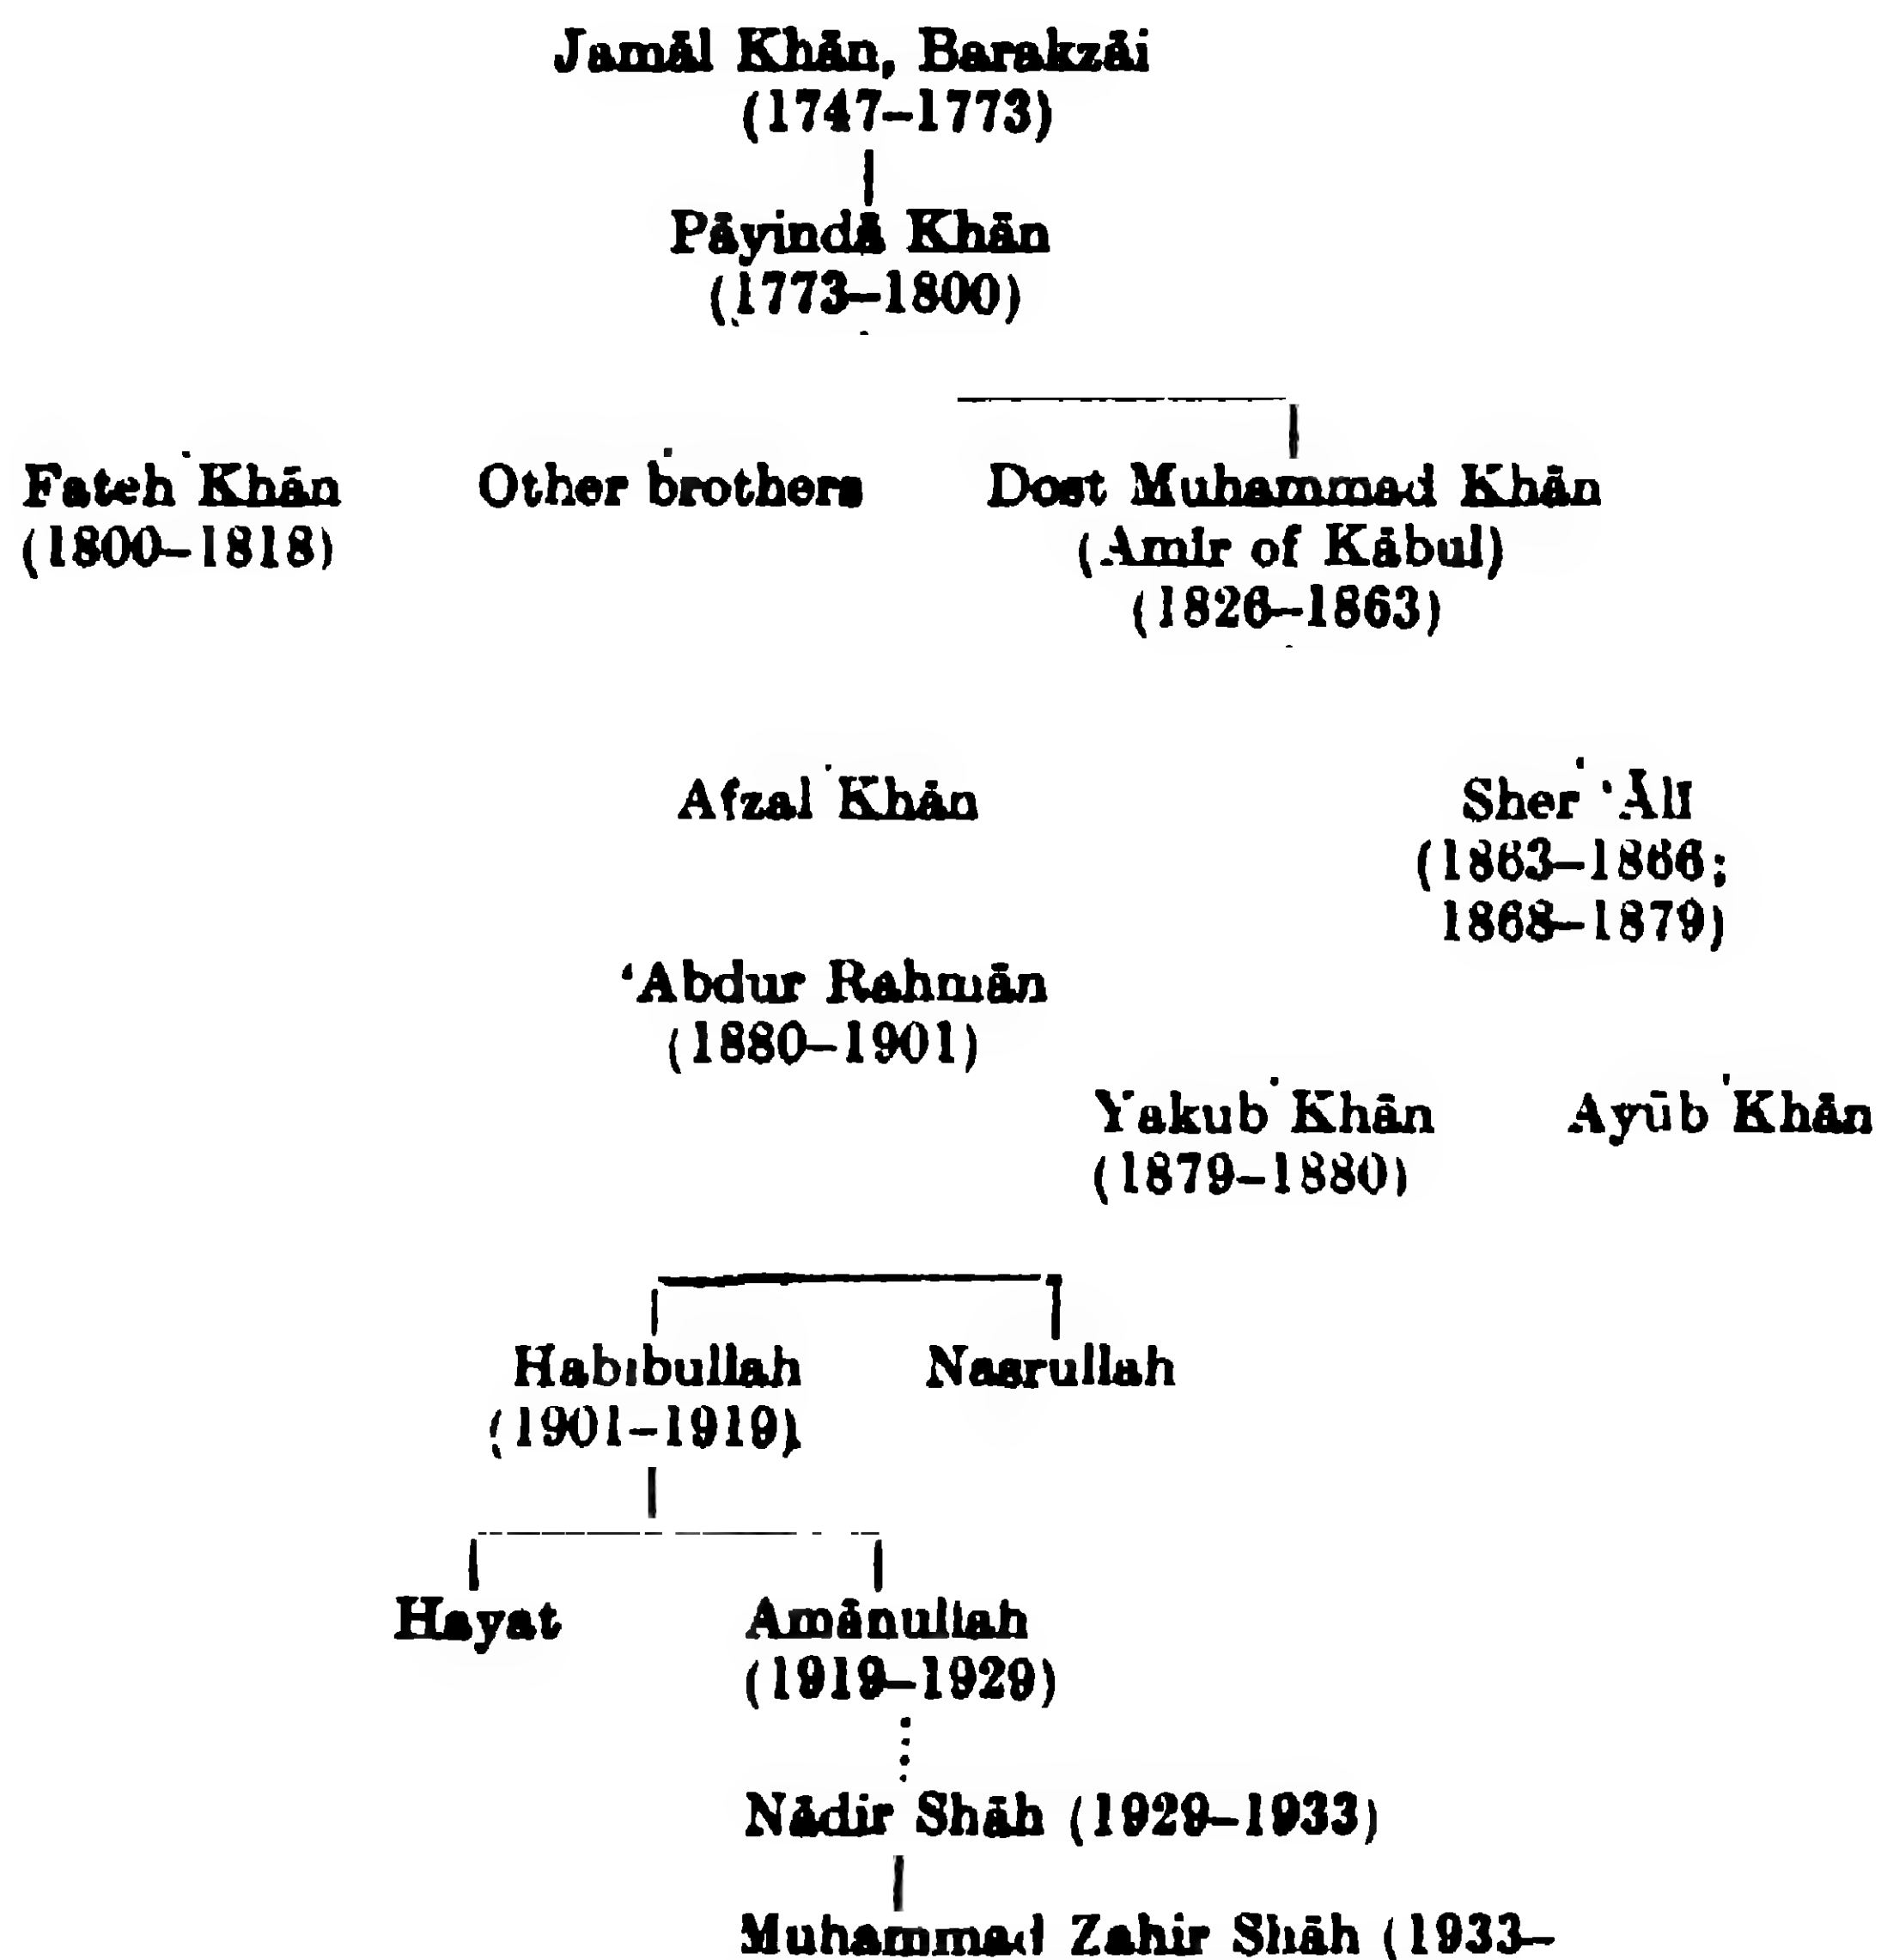 Jamāl Khān, Barakzāi
(1747–1773)
Pāyindā Khān
(1773–1800)
Fateh Khān
(1800–1818)
Other brothers
Dost Muhammad Khān
(Amīr of Kābul)
(1826–1863)
Afzal Khān
Sher ‘Ālī
(1863–1866;
1868–1879)
‘Abdur Rahmān
(1880–1901)
Yakub Khān
(1879–1880)
Ayūb Khān
Habibullah
(1901–1919)
Nasrullah
Hayat
Amānullah
(1919–1929)
Nādir Shāh (1929–1933)
Muhammad Zahir Shāh (1933–